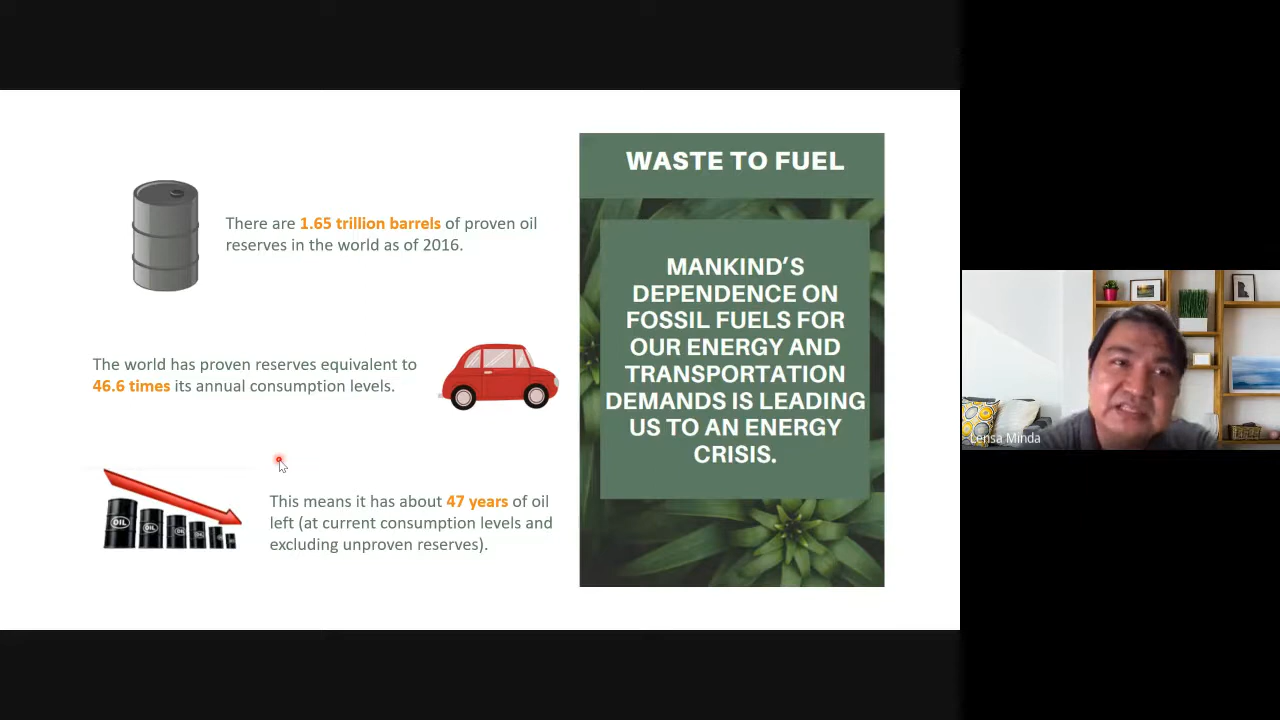 There are 1.65 trillion barrels of proven oil
reserves in the world as of 2016.
The world has proven reserves equivalent to
46.6 times its annual consumption levels.
OIL
OIL
OIL
This means it has about 47 years of oil
left (at current consumption levels and
excluding unproven reserves).
WASTE TO FUEL
MANKIND'S
DEPENDENCE ON
FOSSIL FUELS FOR
OUR ENERGY AND
TRANSPORTATION
DEMANDS IS LEADING
US TO AN ENERGY
CRISIS.
Lensa Minda